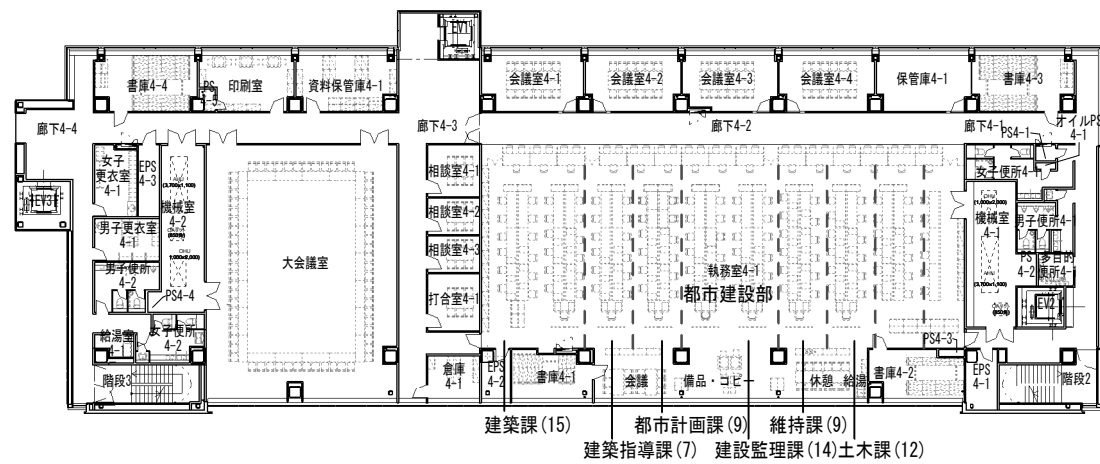 EV1
書庫4-4
印刷室
資料保管庫4-1
会議室4-1
会議室4-2
会議室4-3
会議室4-4
保管庫4-1
書庫4-3
廊下4-4
廊下4-3
廊下4-2
廊下4-1
オイルPS
4-1
PS4-1
女子
更衣室
4-1
EPS
4-3
機械室
4-2
(3,700x1,100)
相談室4-1
女子便所4-1
EV3
男子更衣室
4-1
相談室4-2
機械室
4-1
男子便所4-1
大会議室
相談室4-3
執務室4-1
都市建設部
男子便所
4-2
PS
4-2
多目的
便所4-1
打合室4-1
PS4-4
EV2
給湯室
4-1
女子便所
4-2
PS4-3
階段3
倉庫
4-1
EPS
4-2
書庫4-1
会議
備品・コピー
休憩
給湯
書庫4-2
EPS
4-1
階段2
建築課(15)
都市計画課(9)
維持課(9)
建築指導課(7)
建設監理課(14)
土木課(12)